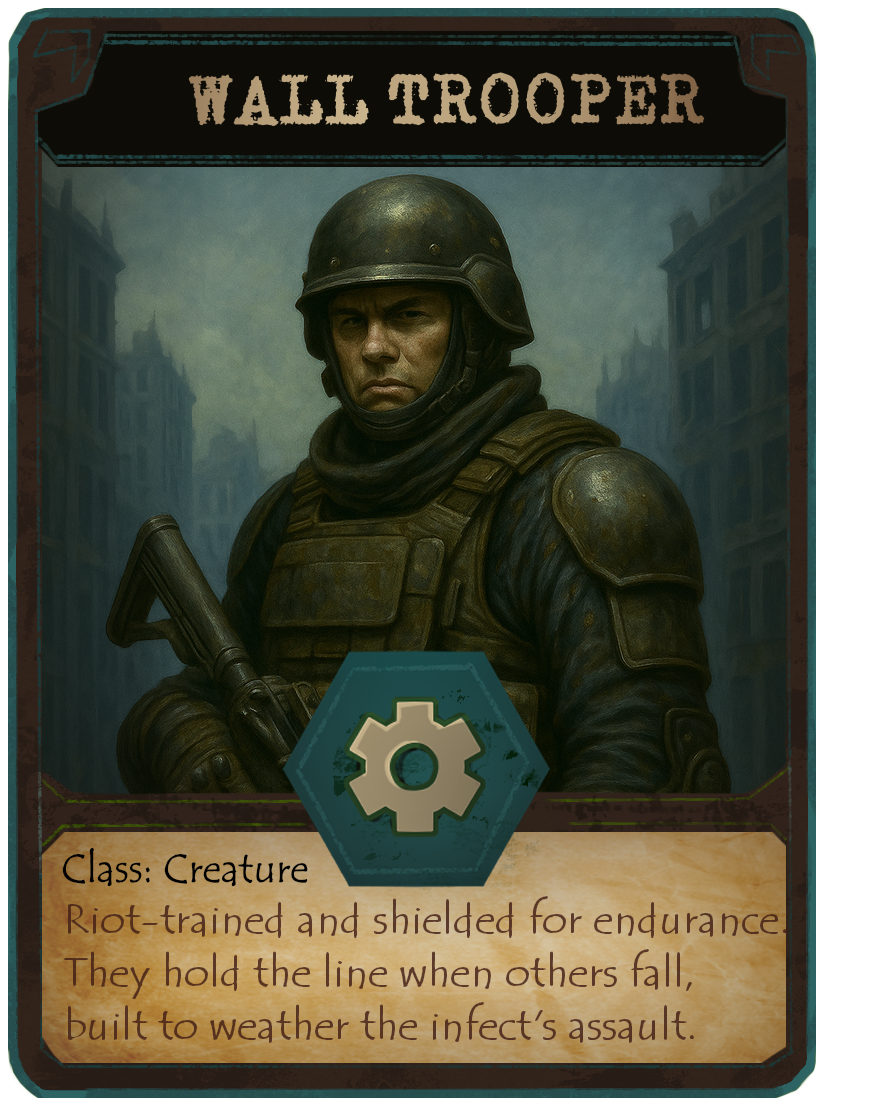 WALL TROOPER
Class: Creature
Riot-trained and shielded for endurance.
They hold the line when others fall,
built to weather the infect's assault.